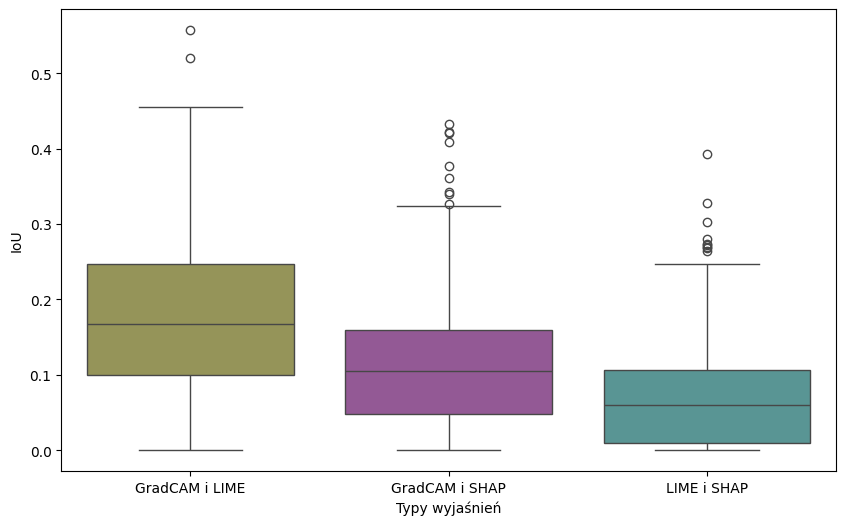 IoU
0.5
0.4
0.3
0.2
0.1
0.0
GradCAM i LIME
GradCAM i SHAP
LIME i SHAP
Typy wyjaśnień